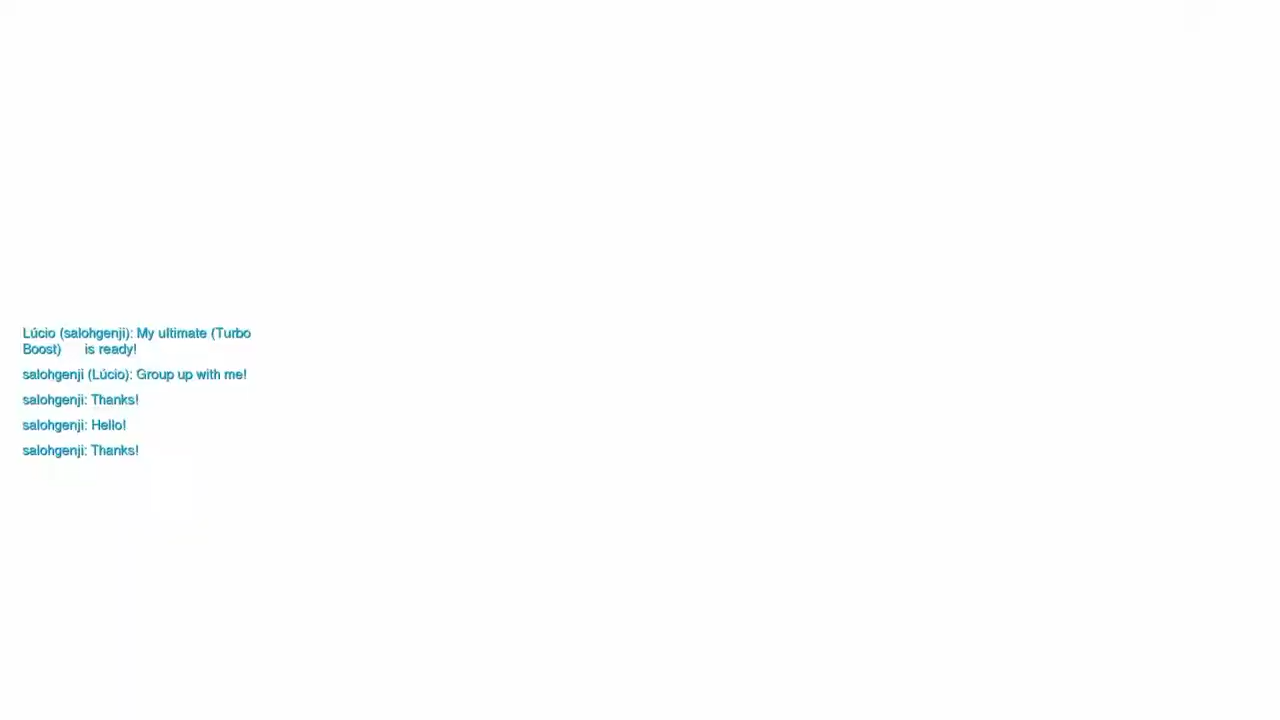 Lúcio (salohgenji): My ultimate (Turbo
Boost) is ready!
salohgenji (Lúcio): Group up with me!
salohgenji: Thanks!
salohgenji: Hello!
salohgenji: Thanks!